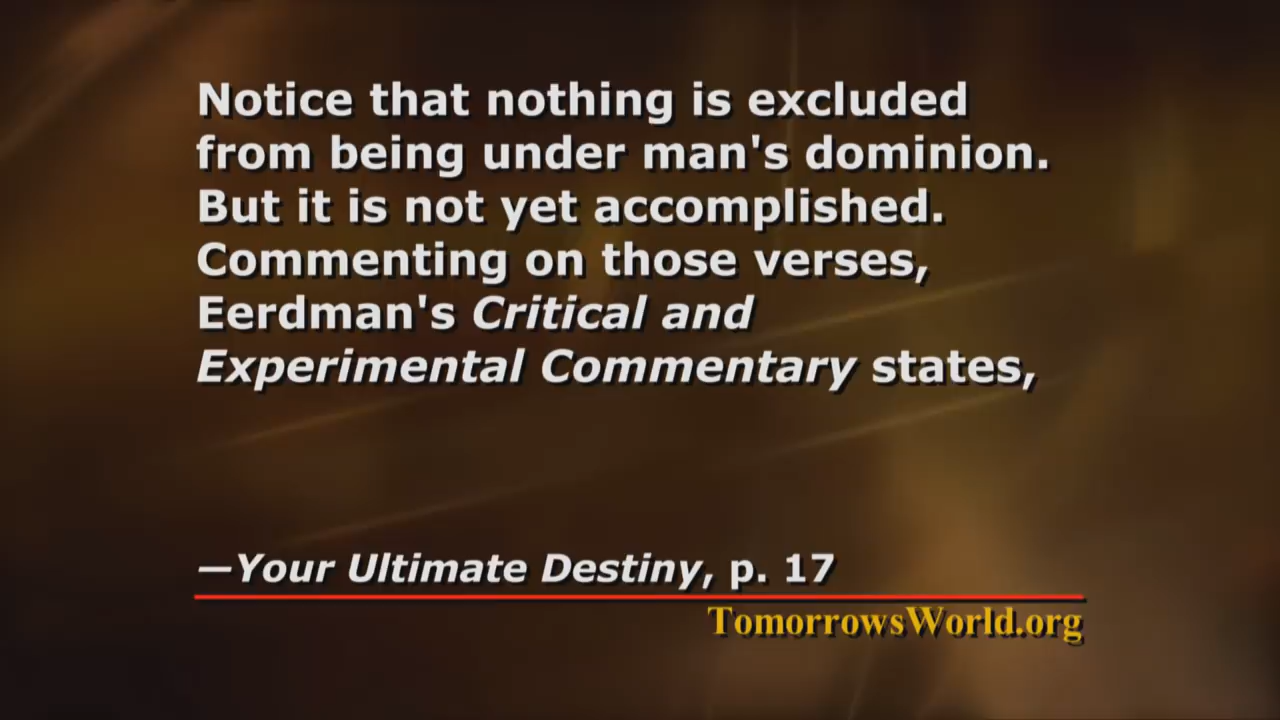 Notice that nothing is excluded
from being under man's dominion.
But it is not yet accomplished.
Commenting on those verses,
Eerdman's Critical and
Experimental Commentary states,
—Your Ultimate Destiny, p. 17
TomorrowsWorld.org